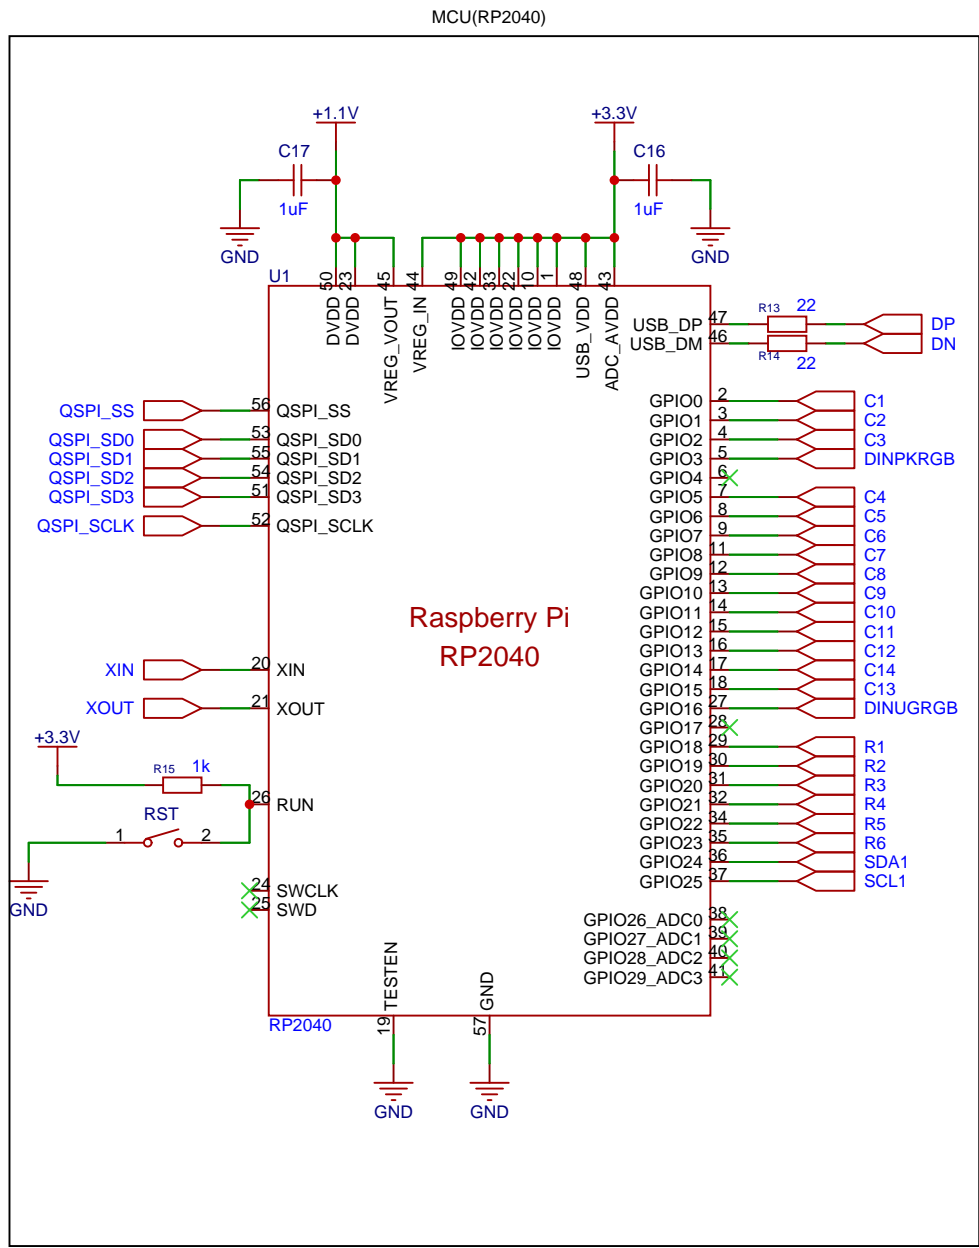 MCU(RP2040)
+1.1V
+3.3V
C17
C16
1uF
1uF
GND
GND
U1
50
23
45
44
49
42
33
22
10
1
48
43
DVDD
DVDD
VREG_VOUT
VREG_IN
IOVDD
IOVDD
IOVDD
IOVDD
IOVDD
IOVDD
USB_VDD
ADC_AVDD
USB_DP 47 R13 22 DP
USB_DM 46 R14 22 DN
QSPI_SS 56 QSPI_SS
QSPI_SD0 53 QSPI_SD0
QSPI_SD1 55 QSPI_SD1
QSPI_SD2 54 QSPI_SD2
QSPI_SD3 51 QSPI_SD3
QSPI_SCLK 52 QSPI_SCLK
GPIO0 2 C1
GPIO1 3 C2
GPIO2 4 C3
GPIO3 5 DINPKRGB
GPIO4 6
GPIO5 7 C4
GPIO6 8 C5
GPIO7 9 C6
GPIO8 11 C7
GPIO9 12 C8
GPIO10 13 C9
GPIO11 14 C10
GPIO12 15 C11
GPIO13 16 C12
GPIO14 17 C14
GPIO15 18 C13
GPIO16 27 DINUGRGB
GPIO17 28
GPIO18 29 R1
GPIO19 30 R2
GPIO20 31 R3
GPIO21 32 R4
GPIO22 34 R5
GPIO23 35 R6
GPIO24 36 SDA1
GPIO25 37 SCL1
GPIO26_ADC0 38
GPIO27_ADC1 39
GPIO28_ADC2 40
GPIO29_ADC3 41
Raspberry Pi
RP2040
XIN 20 XIN
XOUT 21 XOUT
+3.3V
R15 1k
26 RUN
RST
1 2
GND
24 SWCLK
25 SWD
TESTEN
GND
RP2040
19
57
GND
GND